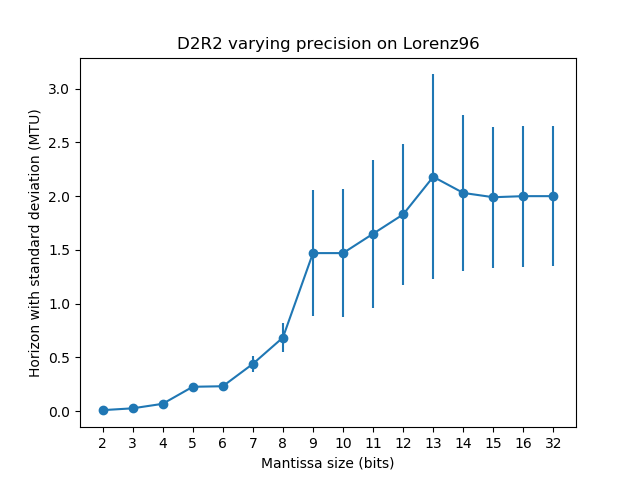 D2R2 varying precision on Lorenz96
Horizon with standard deviation (MTU)
3.0
2.5
2.0
1.5
1.0
0.5
0.0
2 3 4 5 6 7 8 9 10 11 12 13 14 15 16 32
Mantissa size (bits)